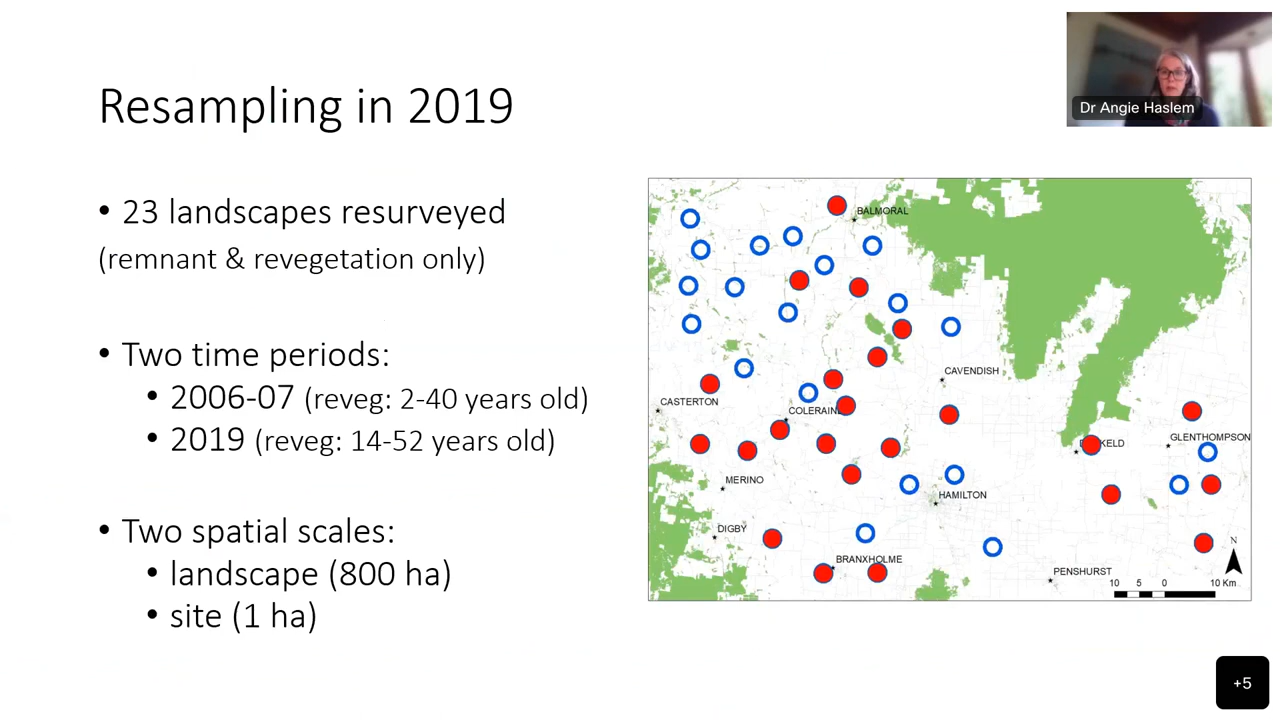 Resampling in 2019
Dr Angie Haslem
• 23 landscapes resurveyed
(remnant & revegetation only)
• Two time periods:
• 2006-07 (reveg: 2-40 years old)
• 2019 (reveg: 14-52 years old)
• Two spatial scales:
• landscape (800 ha)
• site (1 ha)
BALMORAL
CAVENDISH
CASTERTON
COLERAINE
GLENTHOMPSON
MERINO
HAMILTON
DIGBY
BRANXHOLME
PENSHURST
N
10 5 0 10 Km
+5